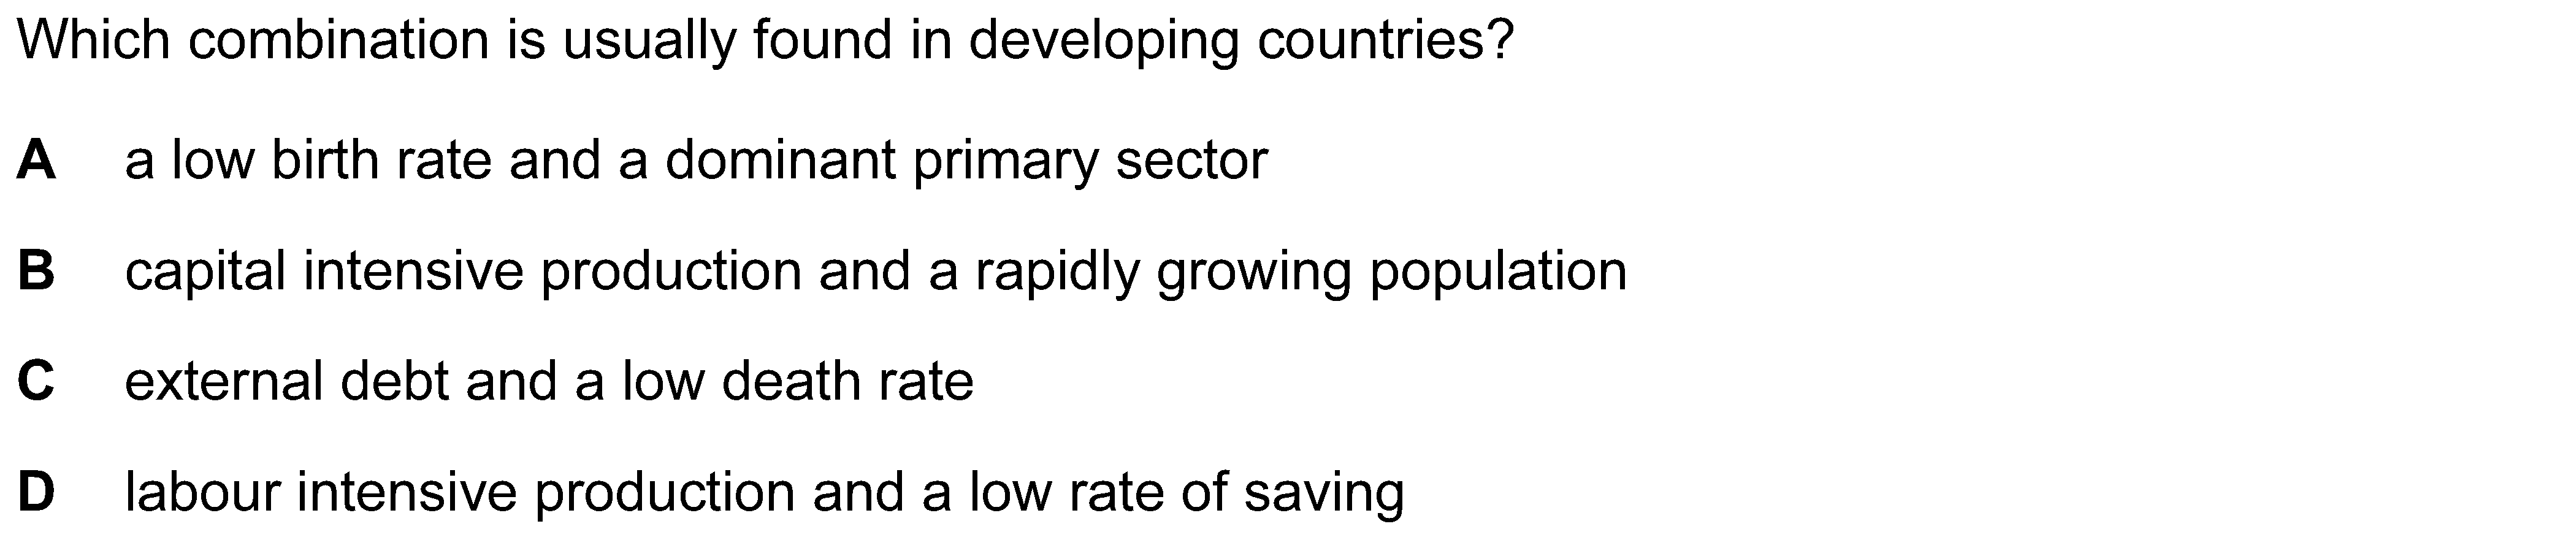 Which combination is usually found in developing countries?
A a low birth rate and a dominant primary sector
B capital intensive production and a rapidly growing population
C external debt and a low death rate
D labour intensive production and a low rate of saving